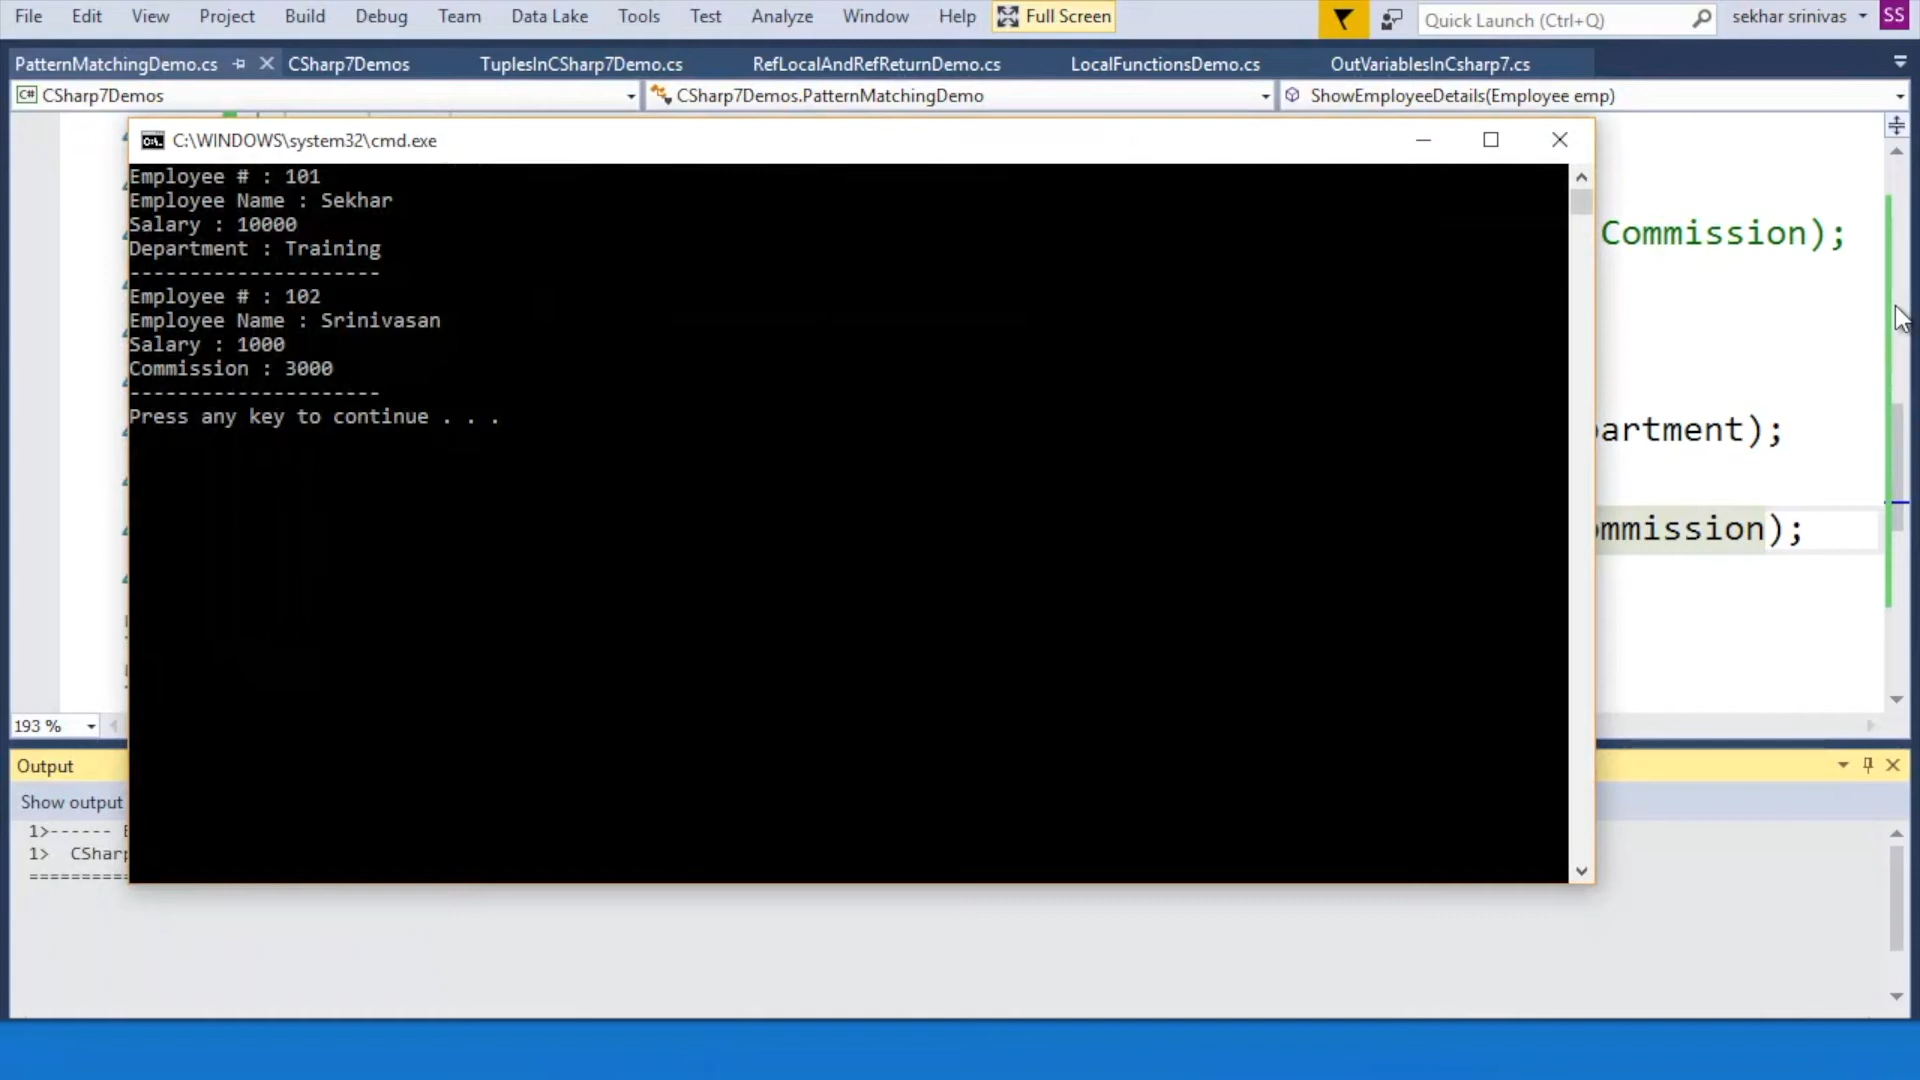 File Edit View Project Build Debug Team Data Lake Tools Test Analyze Window Help Full Screen Quick Launch (Ctrl+Q) sekhar srinivas SS
PatternMatchingDemo.cs CSharp7Demos TuplesInCSharp7Demo.cs RefLocalAndRefReturnDemo.cs LocalFunctionsDemo.cs OutVariablesInCsharp7.cs
C# CSharp7Demos CSharp7Demos.PatternMatchingDemo ShowEmployeeDetails(Employee emp)
C:\WINDOWS\system32\cmd.exe
Employee # : 101
Employee Name : Sekhar
Salary : 10000
Department : Training
---------------------
Employee # : 102
Employee Name : Srinivasan
Salary : 1000
Commission : 3000
---------------------
Press any key to continue . . .
Commission);
partment);
ommission);
193 %
Output
Show output
1>------
1> CSharp
==========